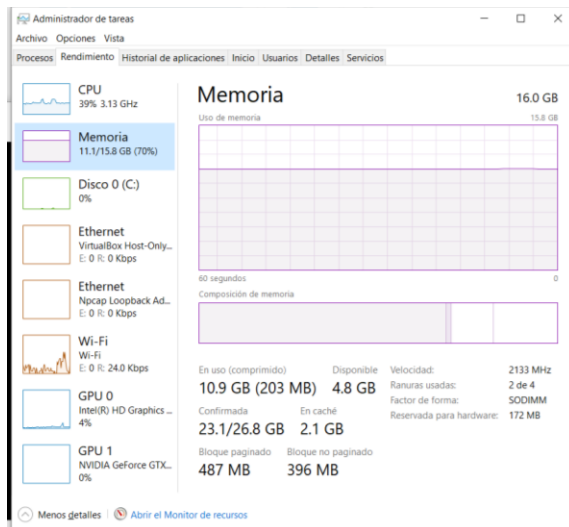 Administrador de tareas
Archivo Opciones Vista
Procesos Rendimiento Historial de aplicaciones Inicio Usuarios Detalles Servicios
CPU
39% 3.13 GHz
Memoria
11.1/15.8 GB (70%)
Disco 0 (C:)
0%
Ethernet
VirtualBox Host-Only...
E: 0 R: 0 Kbps
Ethernet
Npcap Loopback Ad...
E: 0 R: 0 Kbps
Wi-Fi
Wi-Fi
E: 0 R: 24.0 Kbps
GPU 0
Intel(R) HD Graphics ...
4%
GPU 1
NVIDIA GeForce GTX...
0%
Memoria 16.0 GB
Uso de memoria 15.8 GB
60 segundos 0
Composición de memoria
En uso (comprimido) Disponible
10.9 GB (203 MB) 4.8 GB
Confirmada En caché
23.1/26.8 GB 2.1 GB
Bloque paginado Bloque no paginado
487 MB 396 MB
Velocidad: 2133 MHz
Ranuras usadas: 2 de 4
Factor de forma: SODIMM
Reservada para hardware: 172 MB
Menos detalles Abrir el Monitor de recursos